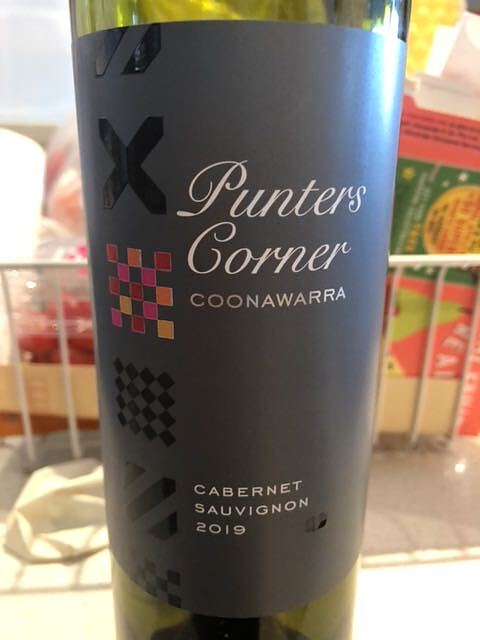 Punters
Corner
COONAWARRA
CABERNET
SAUVIGNON
2019